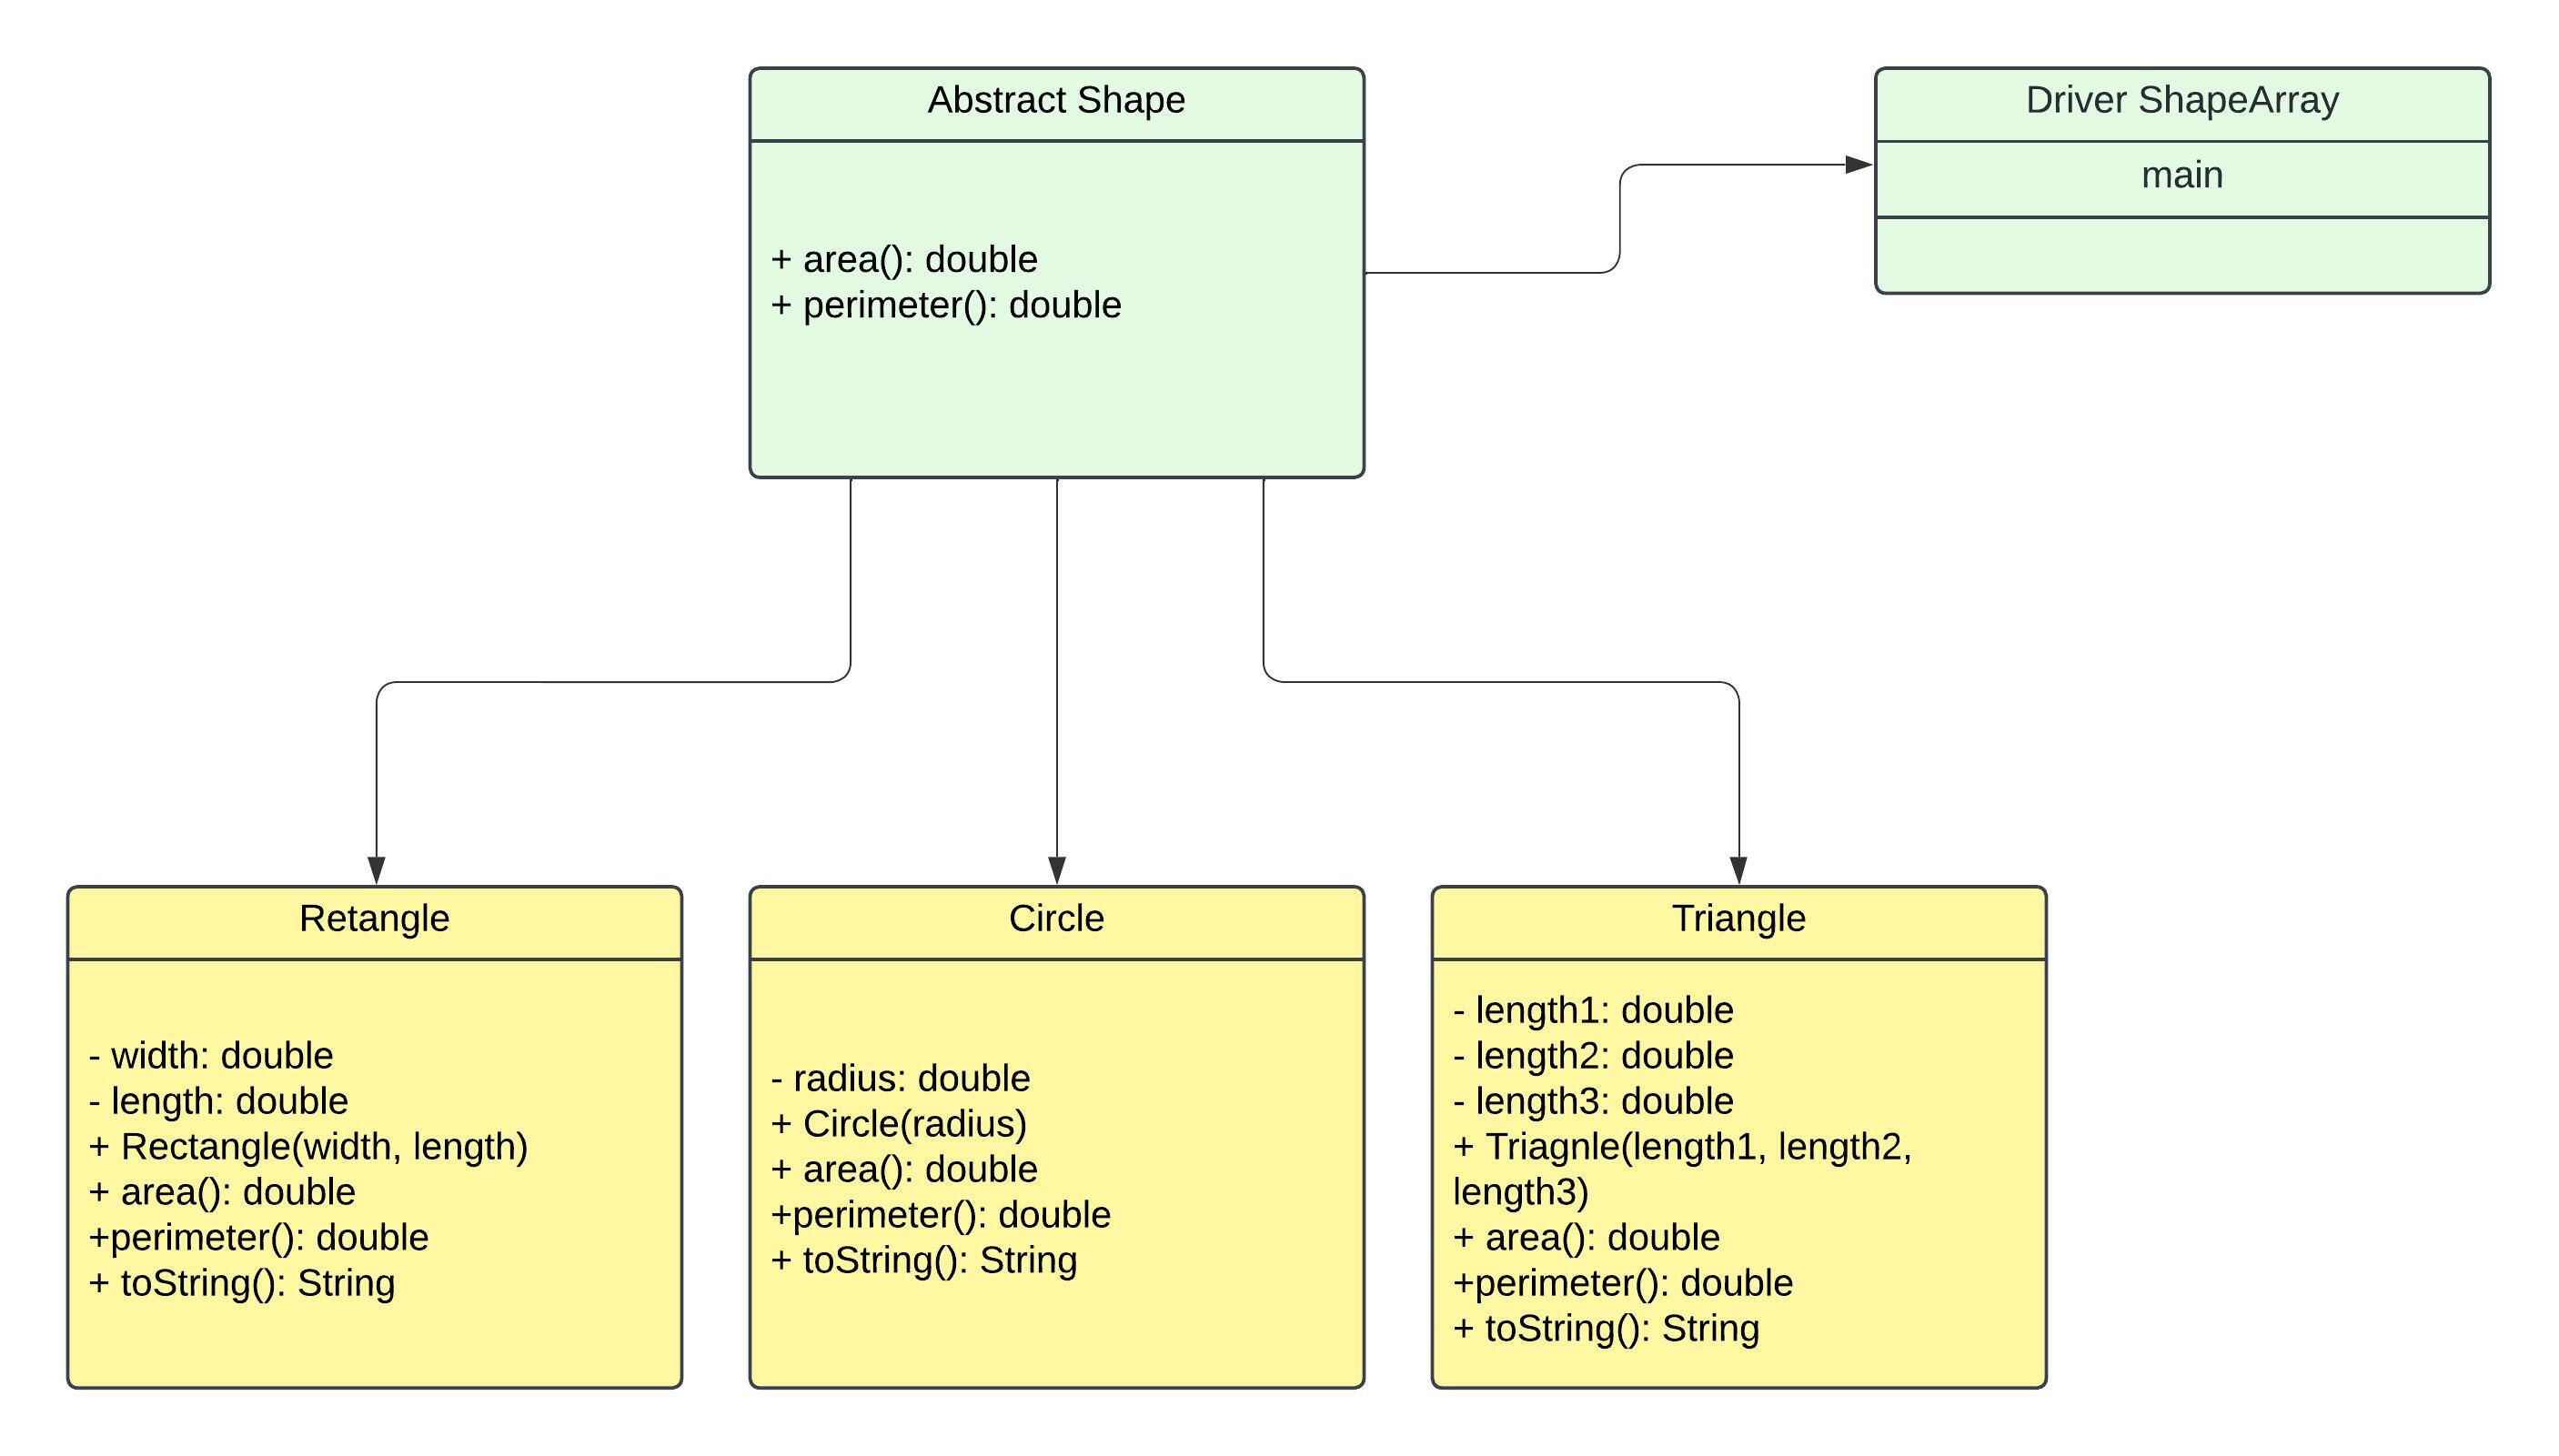 Abstract Shape
+ area(): double
+ perimeter(): double
Driver ShapeArray
main
Retangle
- width: double
- length: double
+ Rectangle(width, length)
+ area(): double
+perimeter(): double
+ toString(): String
Circle
- radius: double
+ Circle(radius)
+ area(): double
+perimeter(): double
+ toString(): String
Triangle
- length1: double
- length2: double
- length3: double
+ Triagnle(length1, length2,
length3)
+ area(): double
+perimeter(): double
+ toString(): String